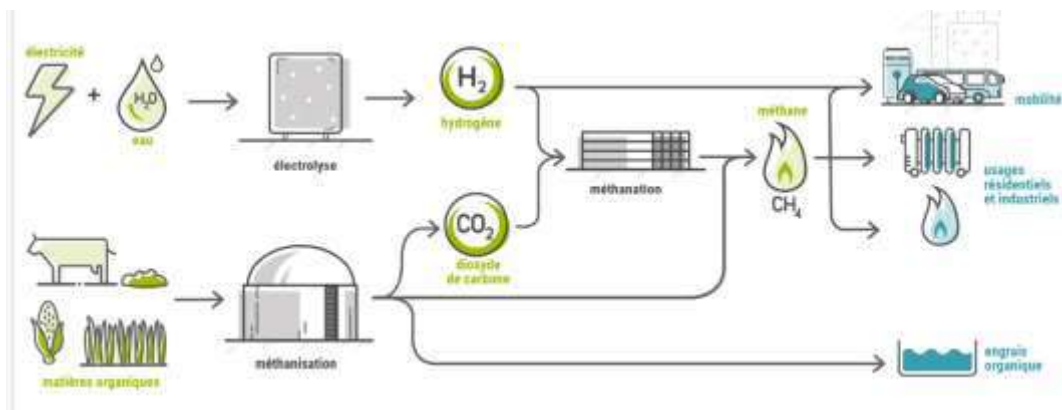 électricité
+
H₂O
eau
électrolyse
H₂
hydrogène
méthanation
méthane
CH₄
mobilité
usages
résidentiels
et industriels
CO₂
dioxyde
de carbone
matières organiques
méthanisation
engrais
organique